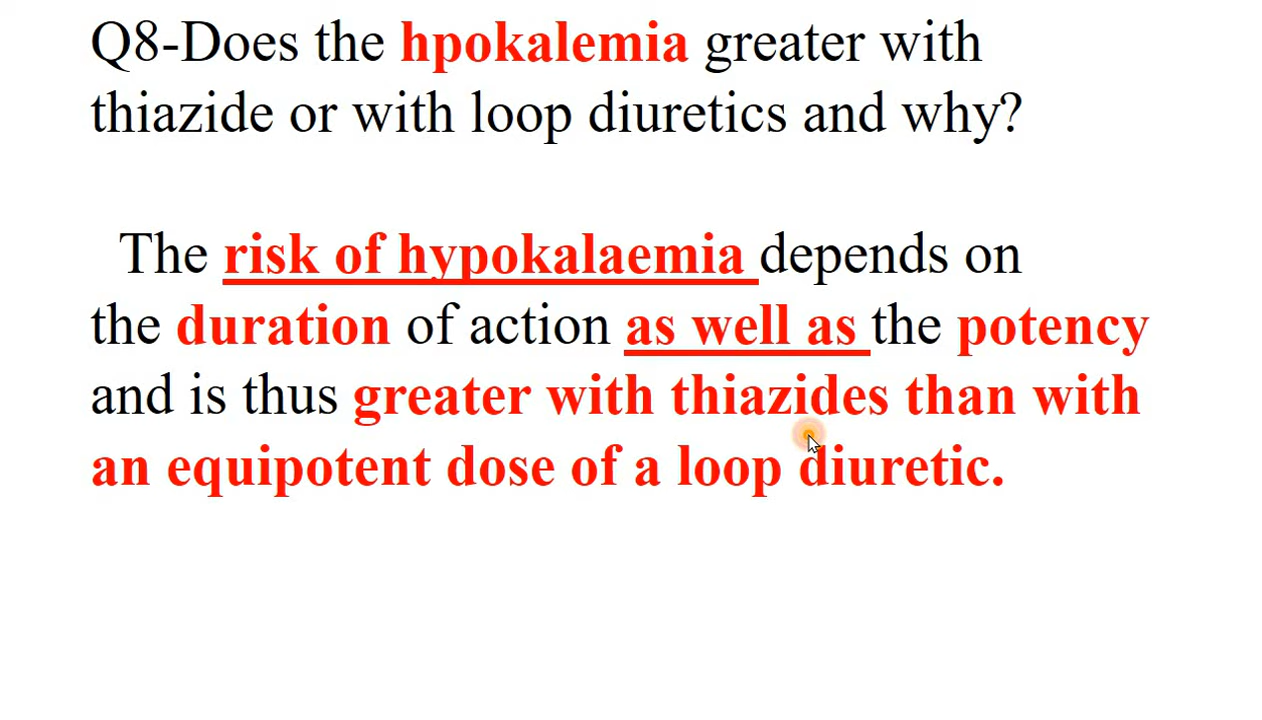 Q8-Does the hpokalemia greater with
thiazide or with loop diuretics and why?
The risk of hypokalaemia depends on
the duration of action as well as the potency
and is thus greater with thiazides than with
an equipotent dose of a loop diuretic.